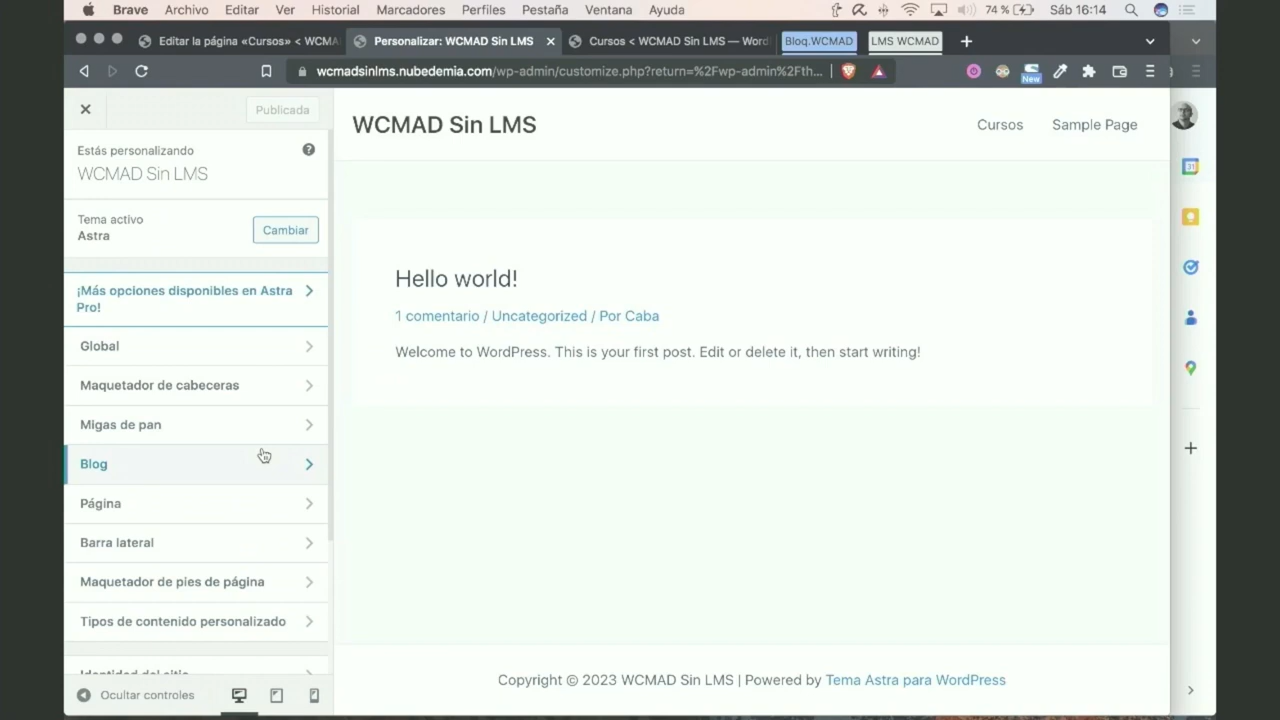 Brave Archivo Editar Ver Historial Marcadores Perfiles Pestaña Ventana Ayuda 74 % Sáb 16:14
Editar la página «Cursos» < WCMA Personalizar: WCMAD Sin LMS Cursos < WCMAD Sin LMS — Word Bloq.WCMAD LMS WCMAD
wcmadsinlms.nubedemia.com/wp-admin/customize.php?return=%2Fwp-admin%2Fth... New
Publicada
Estás personalizando
WCMAD Sin LMS
Tema activo
Astra
Cambiar
¡Más opciones disponibles en Astra
Pro!
Global
Maquetador de cabeceras
Migas de pan
Blog
Página
Barra lateral
Maquetador de pies de página
Tipos de contenido personalizado
Identidad del sitio
Ocultar controles
WCMAD Sin LMS
Cursos Sample Page
Hello world!
1 comentario / Uncategorized / Por Caba
Welcome to WordPress. This is your first post. Edit or delete it, then start writing!
Copyright © 2023 WCMAD Sin LMS | Powered by Tema Astra para WordPress
31